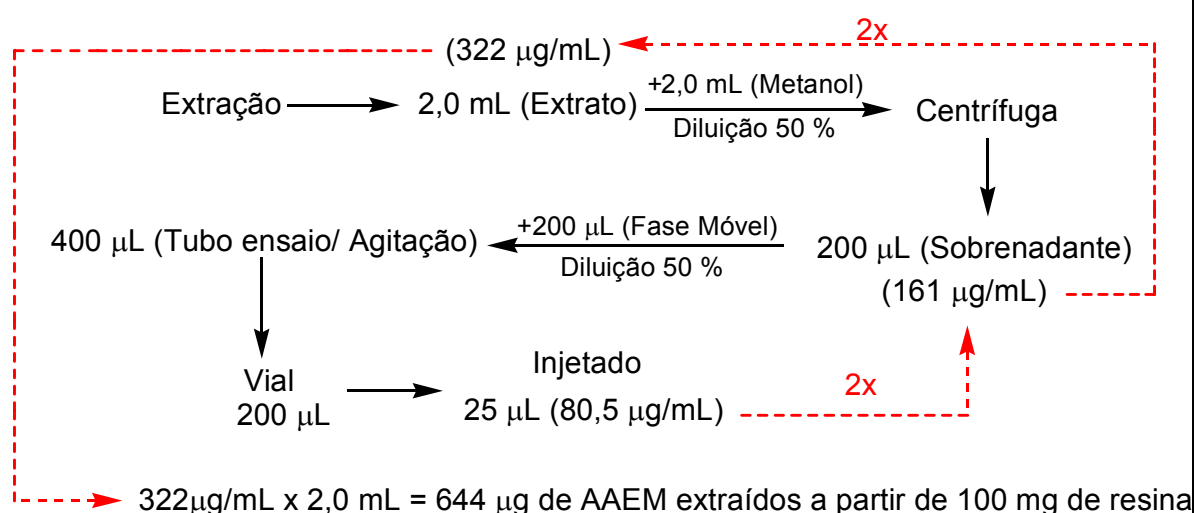 2x
(322 μg/mL)
Extração
2,0 mL (Extrato)
+2,0 mL (Metanol)
Diluição 50 %
Centrífuga
400 μL (Tubo ensaio/ Agitação)
+200 μL (Fase Móvel)
Diluição 50 %
200 μL (Sobrenadante)
(161 μg/mL)
Vial
200 μL
Injetado
25 μL (80,5 μg/mL)
2x
322μg/mL x 2,0 mL = 644 μg de AAEM extraídos a partir de 100 mg de resina